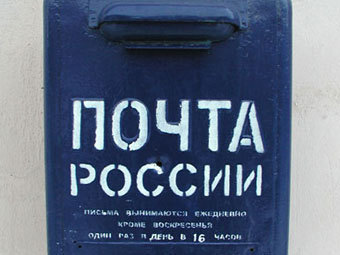 ПОЧТА
РОССИИ
ПИСЬМА ВЫНИМАЮТСЯ ЕЖЕДНЕВНО
КРОМЕ ВОСКРЕСЕНЬЯ
ОДИН РАЗ В ДЕНЬ В 16 ЧАСОВ